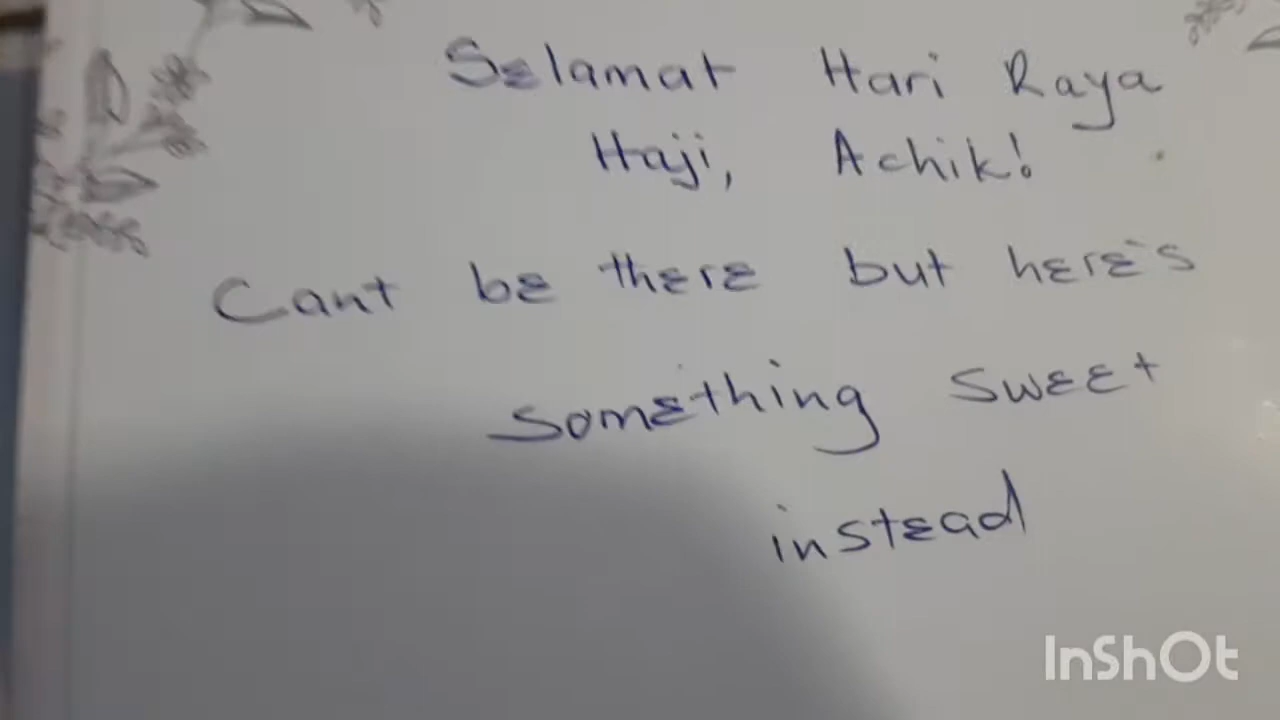 Selamat Hari Raya
Haji, Achik!
Cant be there but here's
something sweet
instead
InShOt